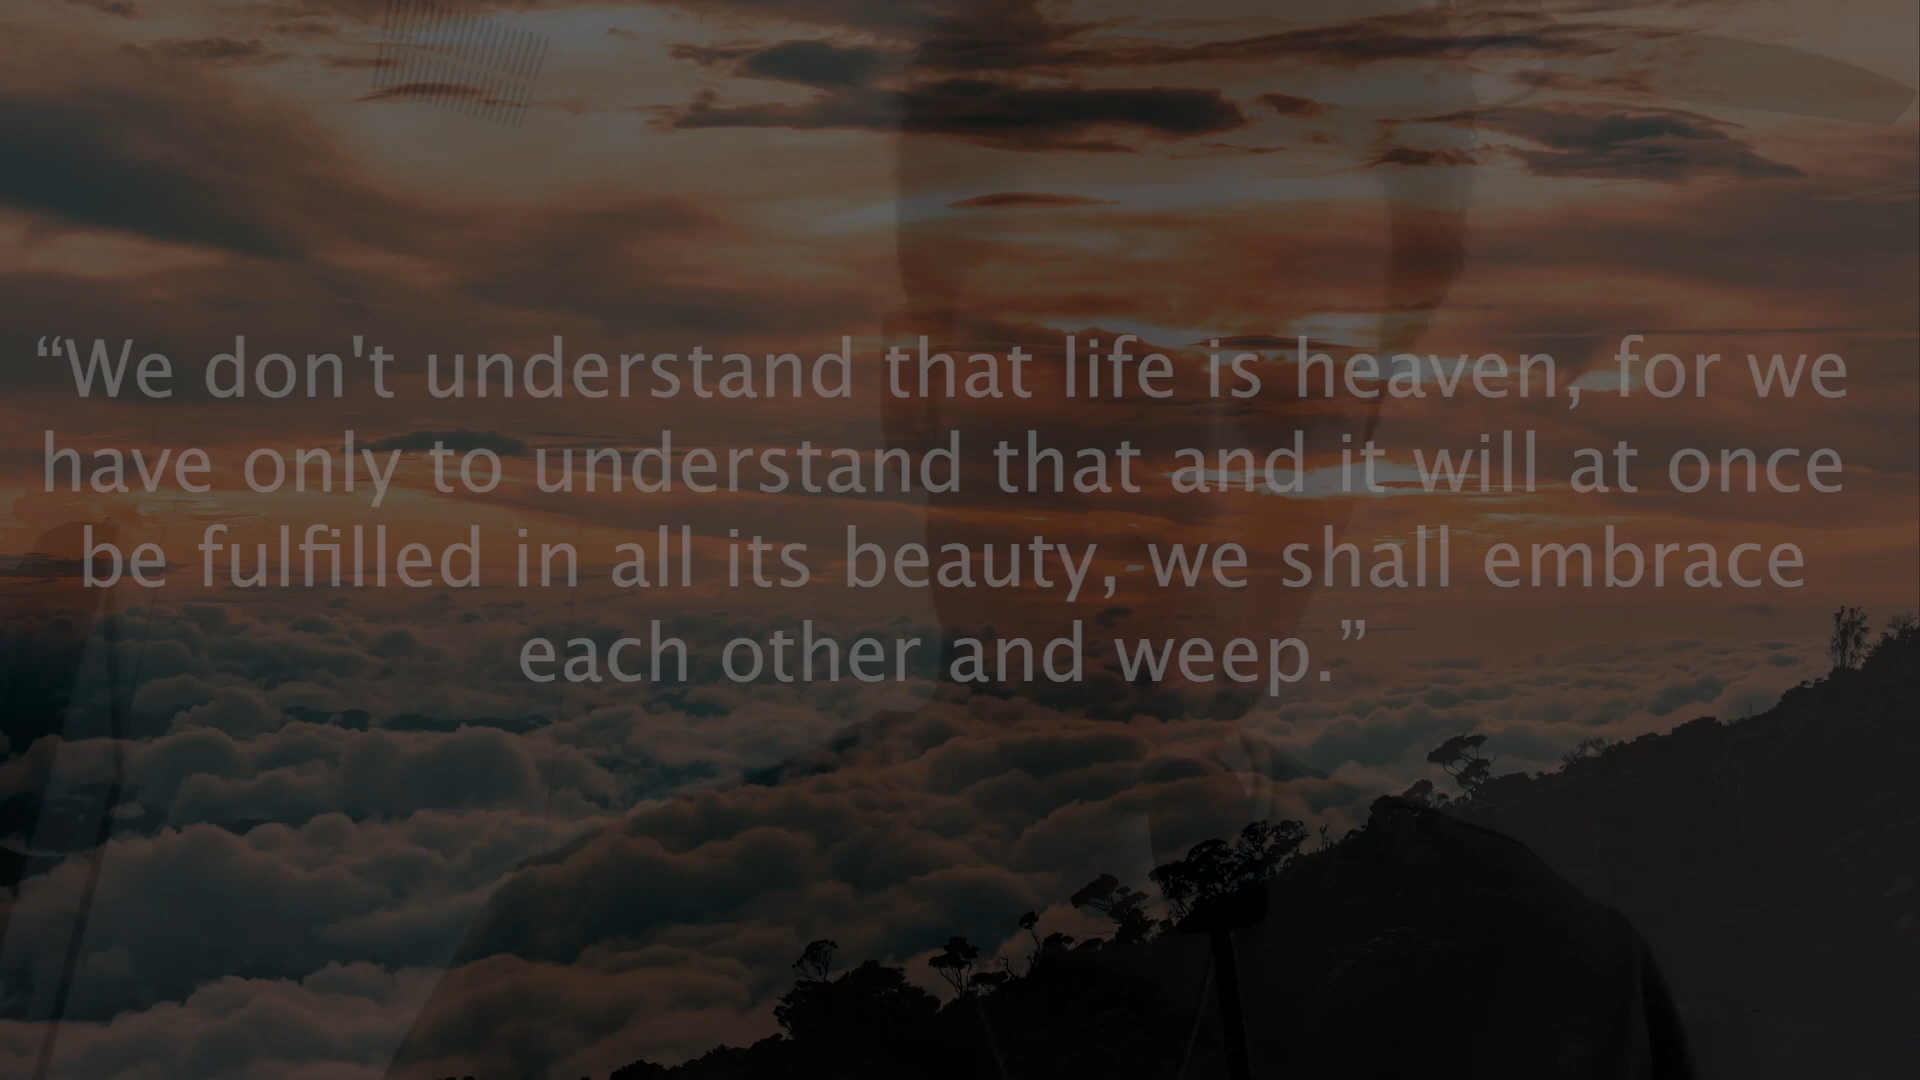 “We don't understand that life is heaven, for we
have only to understand that and it will at once
be fulfilled in all its beauty, we shall embrace
each other and weep.”